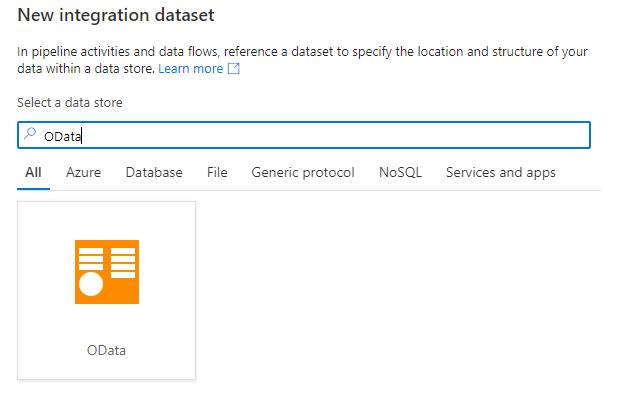 New integration dataset
In pipeline activities and data flows, reference a dataset to specify the location and structure of your
data within a data store. Learn more
Select a data store
OData
All Azure Database File Generic protocol NoSQL Services and apps
OData